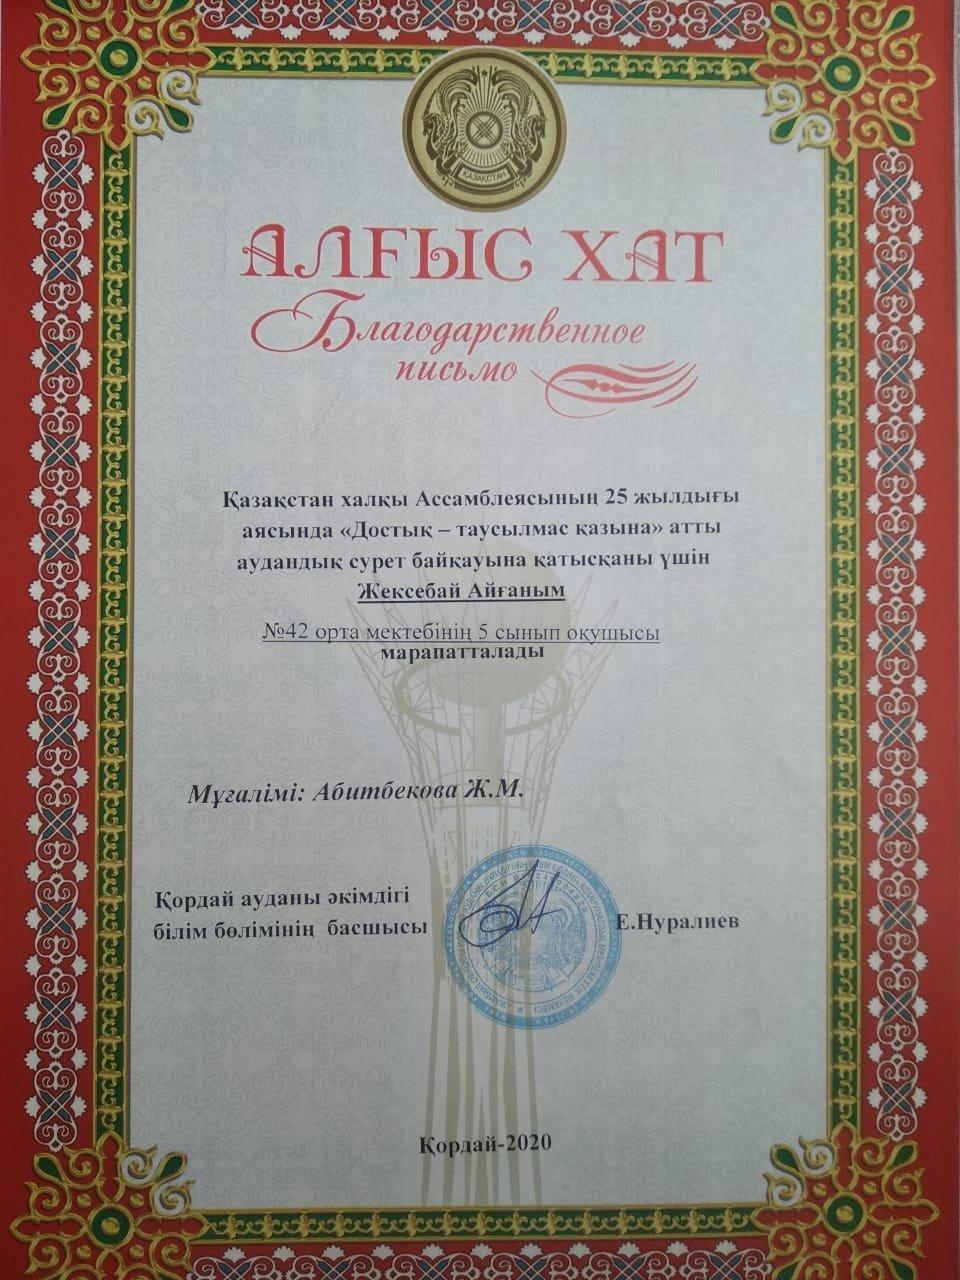 ҚАЗАҚСТАН
АЛҒЫС ХАТ
Благодарственное
письмо
Қазақстан халқы Ассамблеясының 25 жылдығы
аясында «Достық – таусылмас қазына» атты
аудандық сурет байқауына қатысқаны үшін
Жексебай Айғаным
№42 орта мектебінің 5 сынып оқушысы
марапатталады
Мұғалімі: Абитбекова Ж.М.
Қордай ауданы әкімдігі
білім бөлімінің басшысы
Е.Нуралиев
Қордай-2020